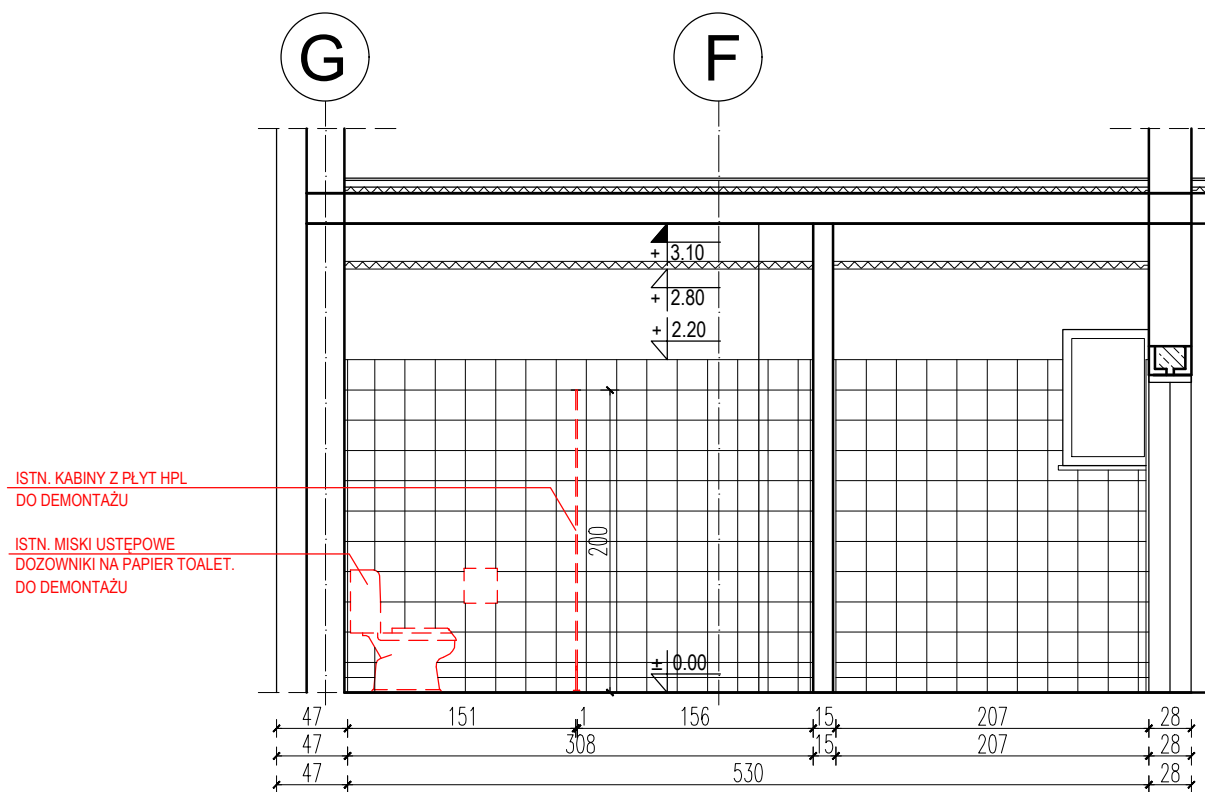 G
F
+ 3.10
+ 2.80
+ 2.20
ISTN. KABINY Z PŁYT HPL
DO DEMONTAŻU
200
ISTN. MISKI USTĘPOWE
DOZOWNIKI NA PAPIER TOALET.
DO DEMONTAŻU
± 0.00
47 151 1 156 15 207 28
47 308 15 207 28
47 530 28